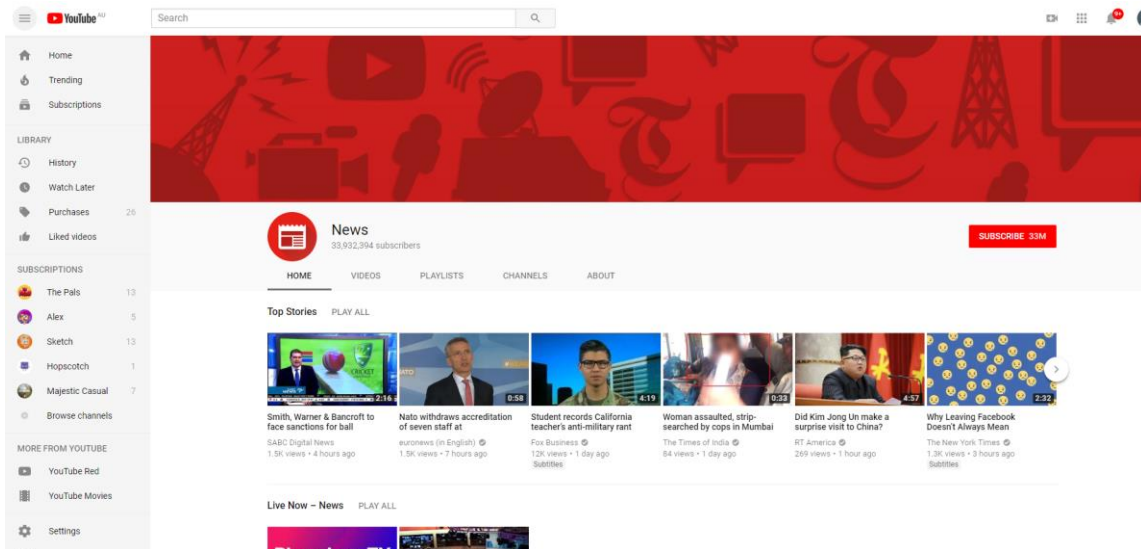 YouTube AU
Search
9+
Home
Trending
Subscriptions
LIBRARY
History
Watch Later
Purchases 26
Liked videos
SUBSCRIPTIONS
The Pals 13
Alex 5
Sketch 13
Hopscotch 1
Majestic Casual 7
Browse channels
MORE FROM YOUTUBE
YouTube Red
YouTube Movies
Settings
News
33,932,394 subscribers
SUBSCRIBE 33M
HOME VIDEOS PLAYLISTS CHANNELS ABOUT
Top Stories PLAY ALL
CRICKET
2:16
Smith, Warner & Bancroft to
face sanctions for ball
SABC Digital News
1.5K views • 4 hours ago
0:58
Nato withdraws accreditation
of seven staff at
euronews (in English)
1.5K views • 7 hours ago
4:19
Student records California
teacher's anti-military rant
Fox Business
12K views • 1 day ago
Subtitles
0:33
Woman assaulted, strip-
searched by cops in Mumbai
The Times of India
84 views • 1 day ago
4:57
Did Kim Jong Un make a
surprise visit to China?
RT America
269 views • 1 hour ago
2:32
Why Leaving Facebook
Doesn't Always Mean
The New York Times
1.3K views • 3 hours ago
Subtitles
Live Now – News PLAY ALL